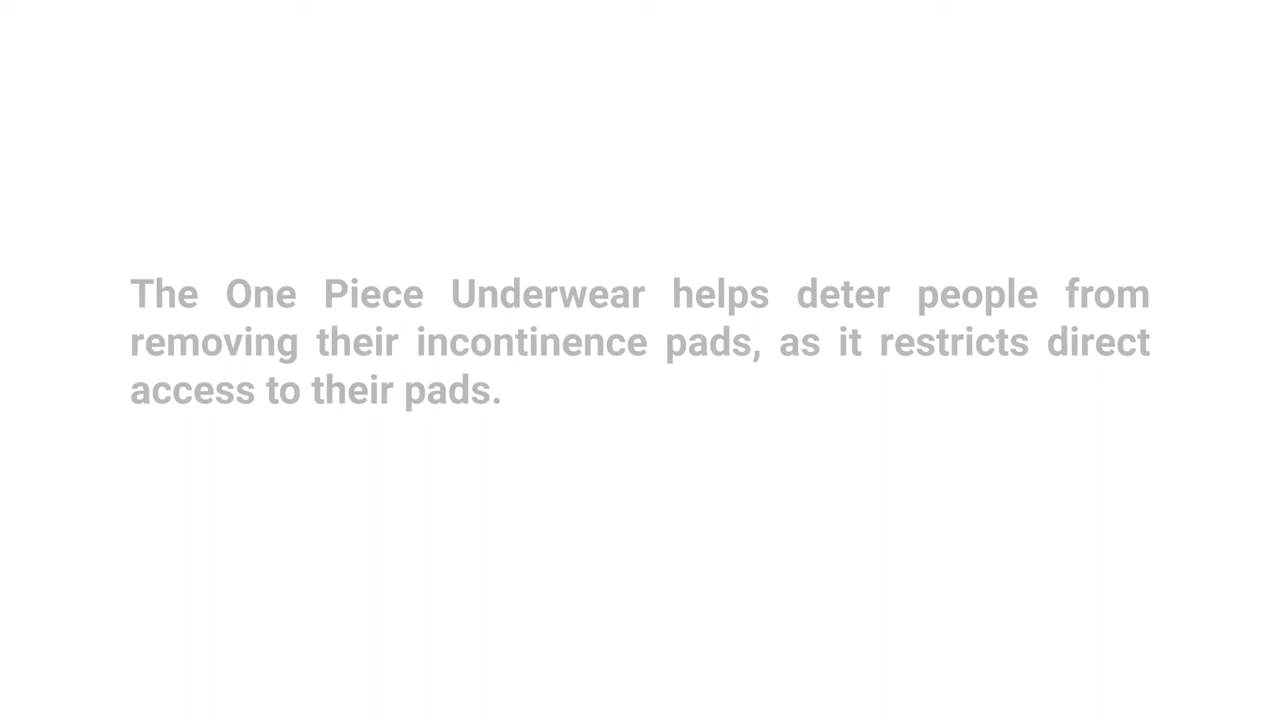 The One Piece Underwear helps deter people from
removing their incontinence pads, as it restricts direct
access to their pads.